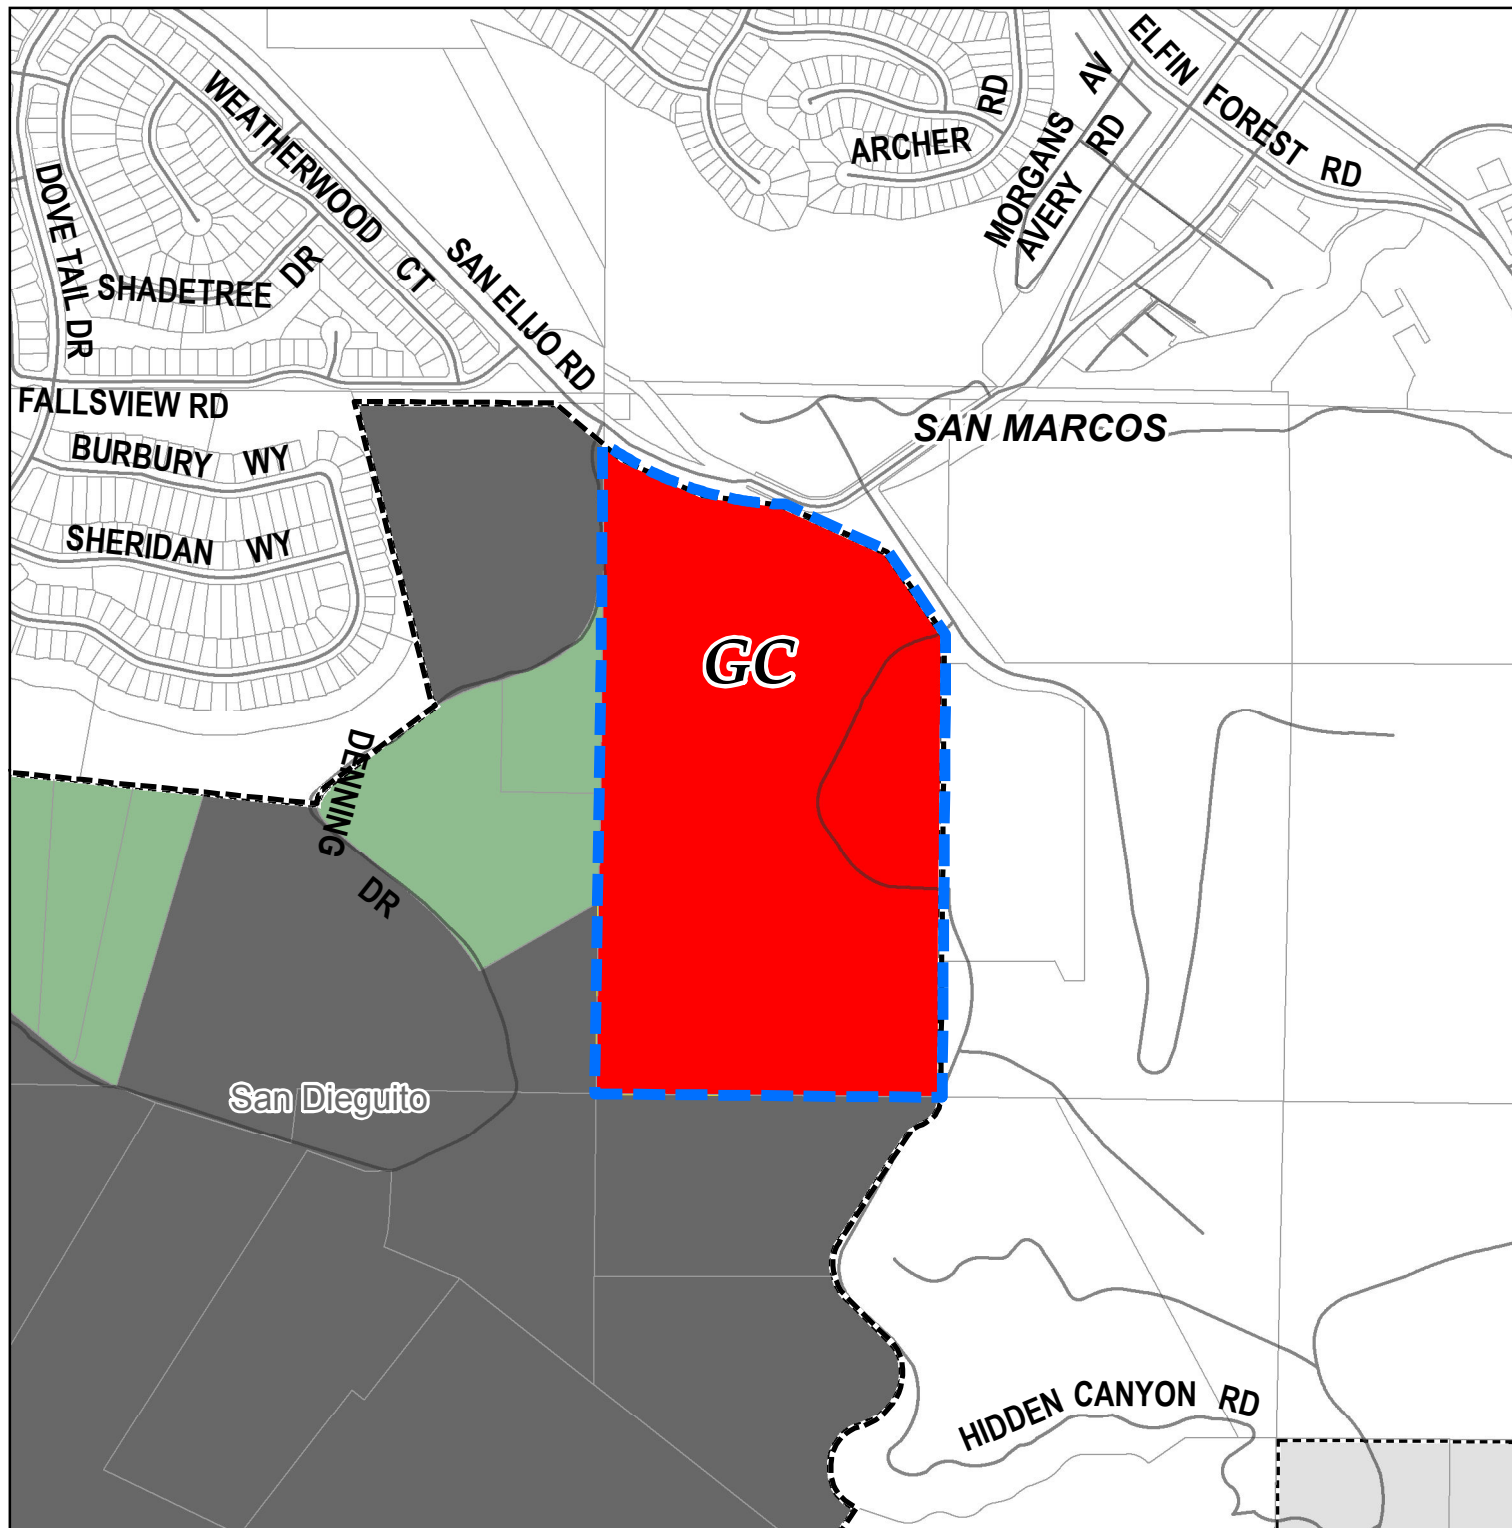 ELFIN FOREST RD
MORGANS AV
AVERY RD
ARCHER RD
WEATHERWOOD CT
DOVE TAIL DR
SHADETREE DR
SAN ELIJO RD
FALLSVIEW RD
SAN MARCOS
BURBURY WY
SHERIDAN WY
GC
DENNING DR
San Dieguito
HIDDEN CANYON RD